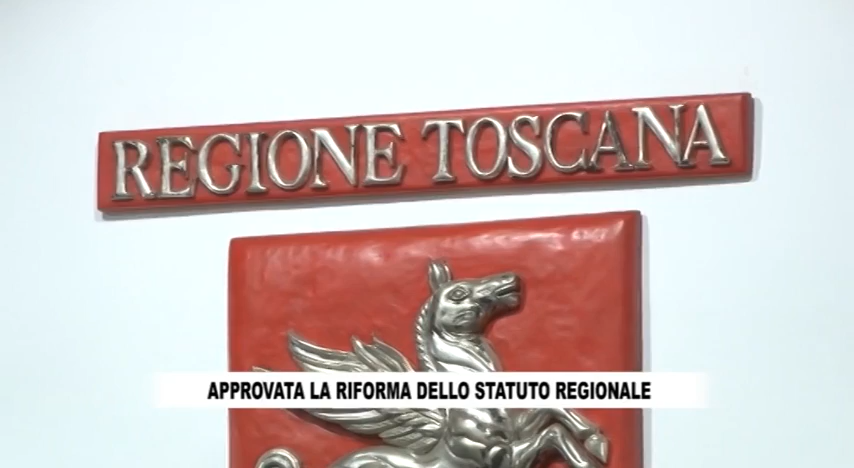 REGIONE TOSCANA
APPROVATA LA RIFORMA DELLO STATUTO REGIONALE